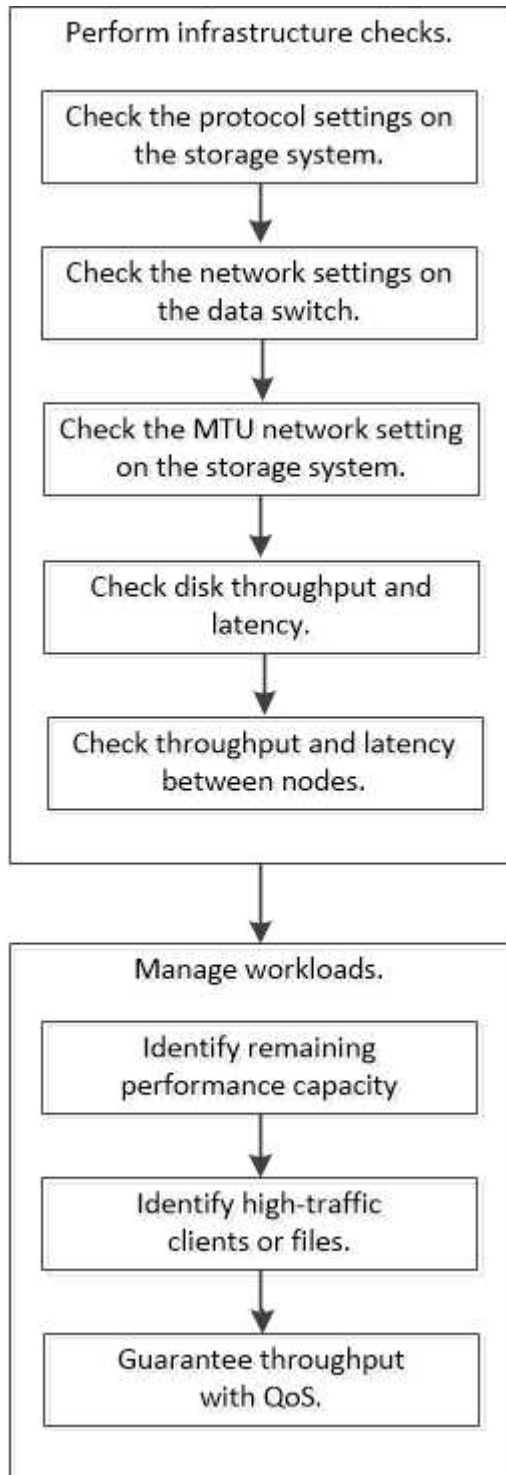 Perform infrastructure checks.
Check the protocol settings on
the storage system.
Check the network settings on
the data switch.
Check the MTU network setting
on the storage system.
Check disk throughput and
latency.
Check throughput and latency
between nodes.
Manage workloads.
Identify remaining
performance capacity
Identify high-traffic
clients or files.
Guarantee throughput
with QoS.